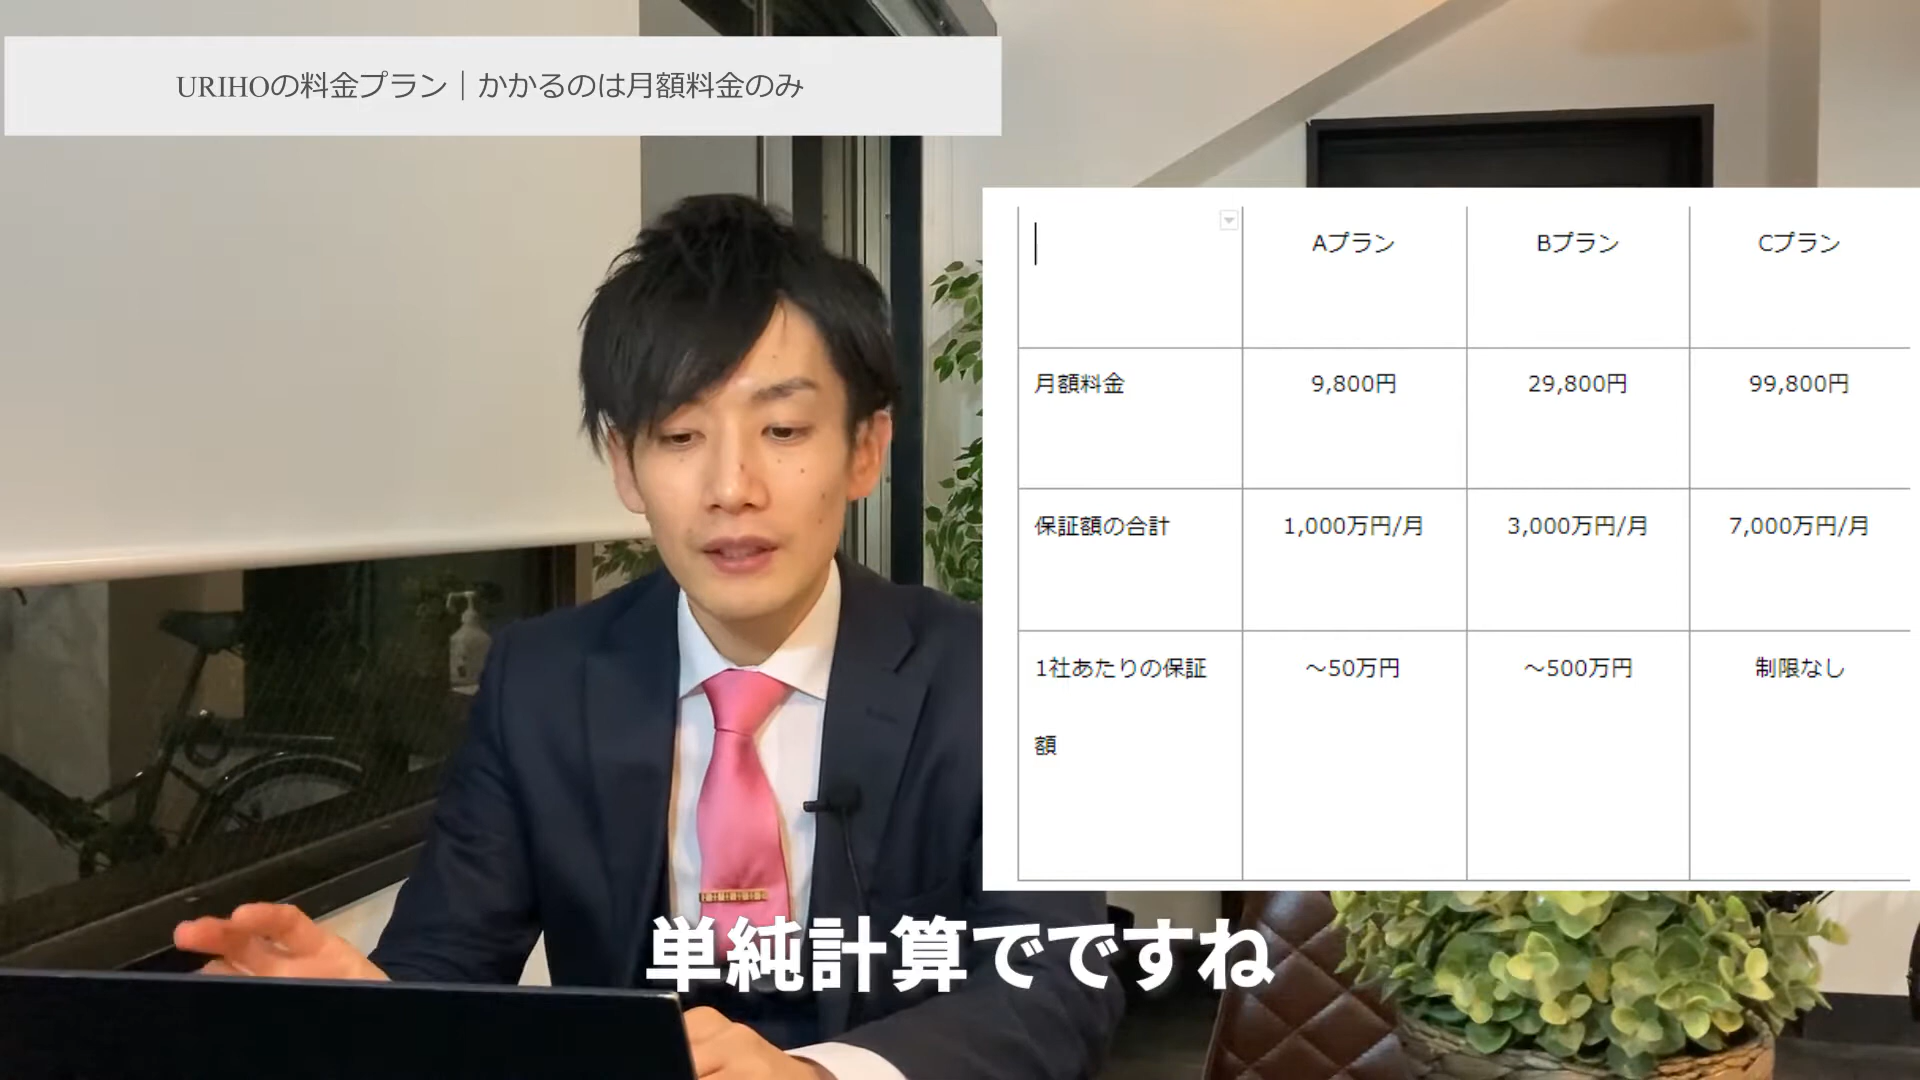 URIHOの料金プラン｜かかるのは月額料金のみ
Aプラン Bプラン Cプラン
月額料金 9,800円 29,800円 99,800円
保証額の合計 1,000万円/月 3,000万円/月 7,000万円/月
1社あたりの保証 ～50万円 ～500万円 制限なし
額
単純計算でですね